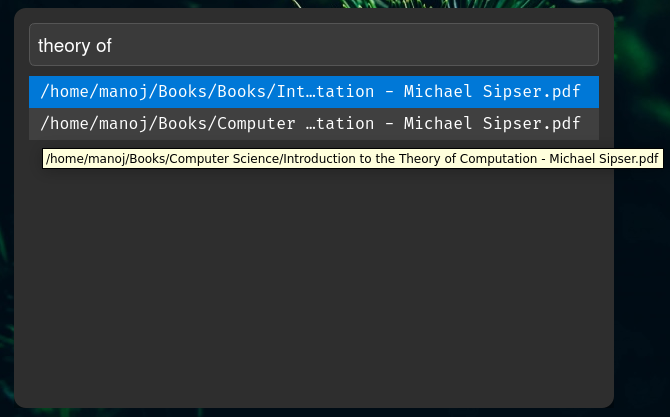 theory of
/home/manoj/Books/Books/Int…tation - Michael Sipser.pdf
/home/manoj/Books/Computer …tation - Michael Sipser.pdf
/home/manoj/Books/Computer Science/Introduction to the Theory of Computation - Michael Sipser.pdf